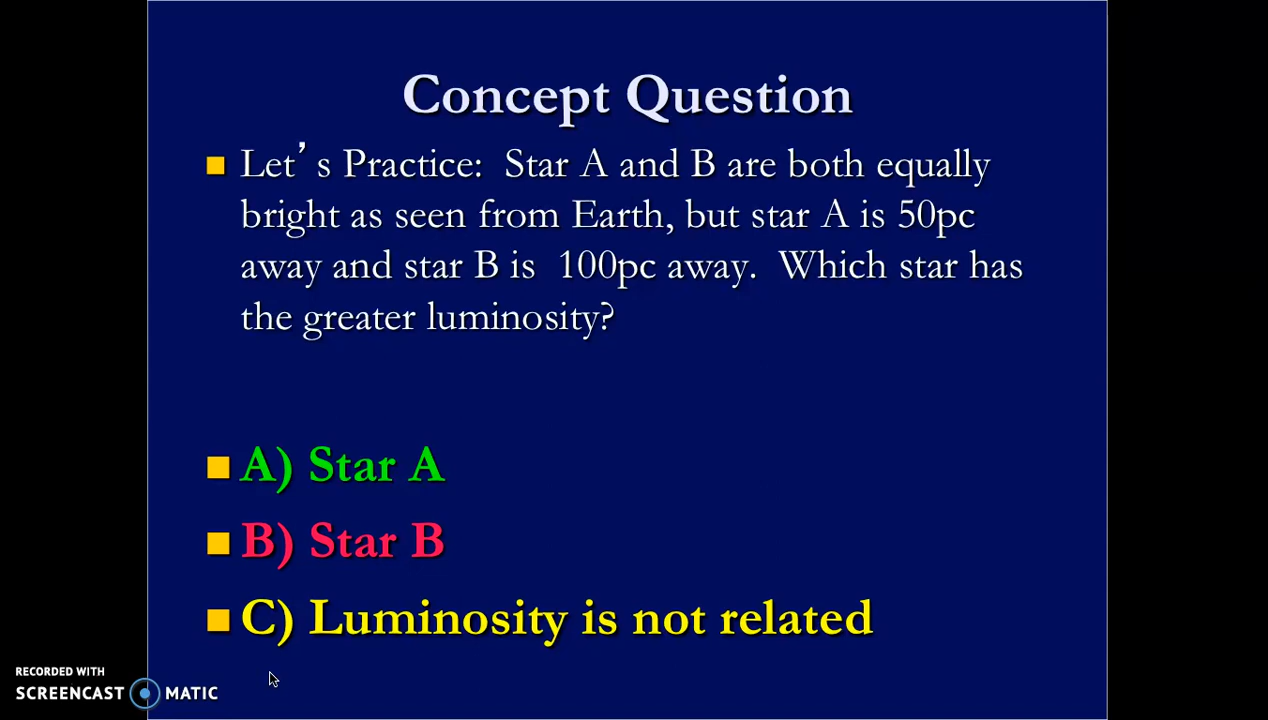 Concept Question
Let’s Practice: Star A and B are both equally
bright as seen from Earth, but star A is 50pc
away and star B is 100pc away. Which star has
the greater luminosity?
A) Star A
B) Star B
C) Luminosity is not related
RECORDED WITH
SCREENCAST MATIC